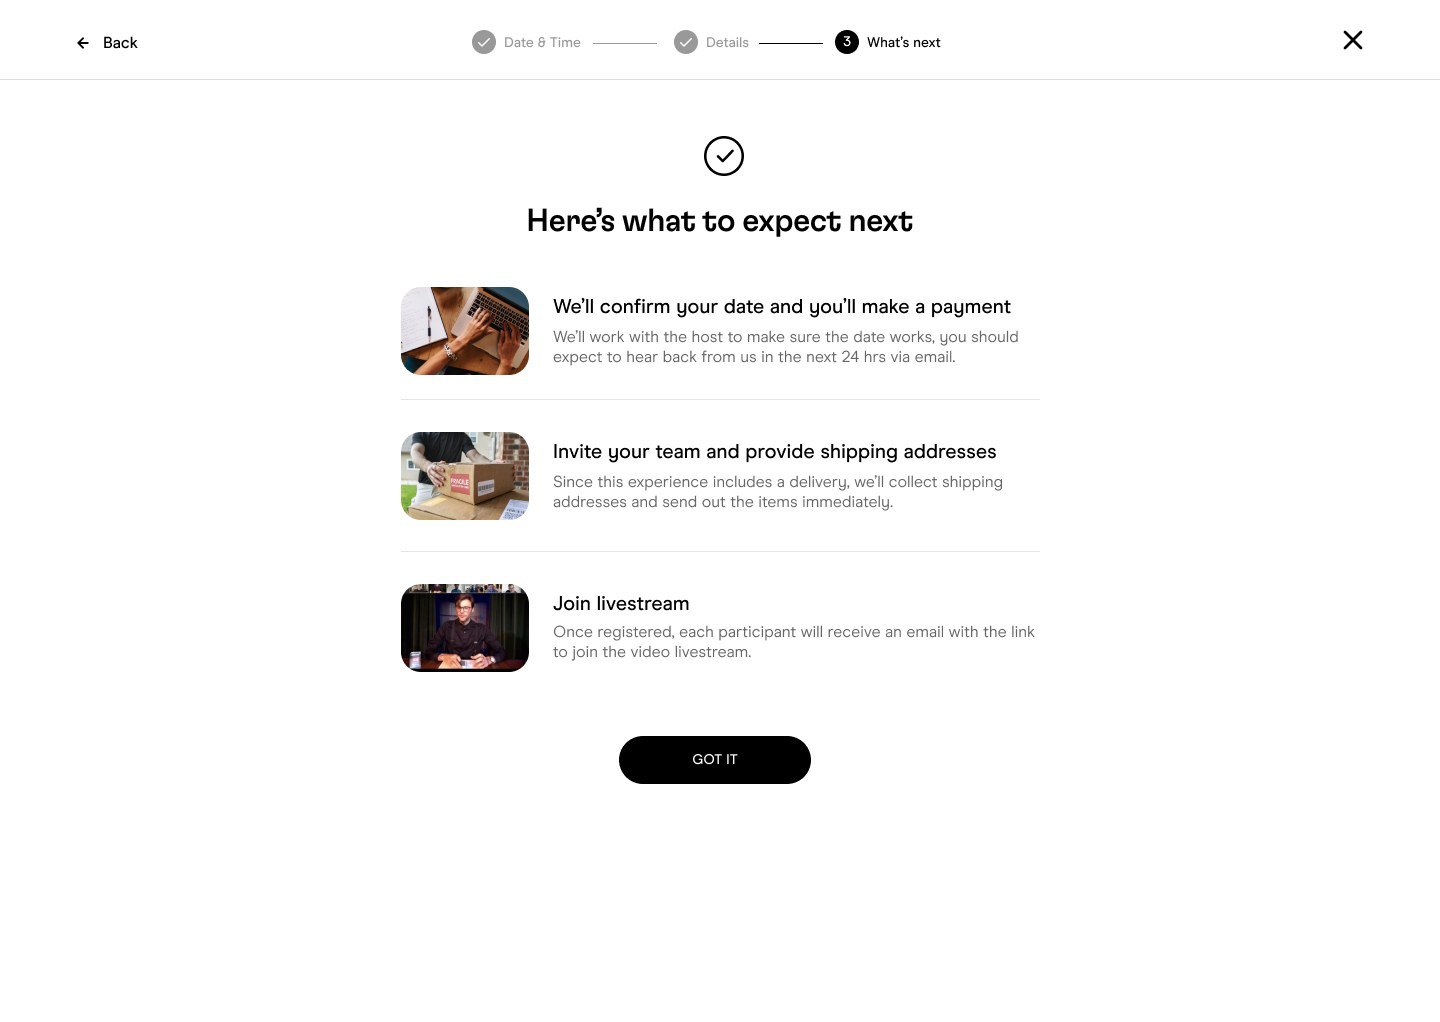 Back
Date & Time
Details
3 What's next
Here's what to expect next
We'll confirm your date and you'll make a payment
We'll work with the host to make sure the date works, you should
expect to hear back from us in the next 24 hrs via email.
FRAGILE
Invite your team and provide shipping addresses
Since this experience includes a delivery, we'll collect shipping
addresses and send out the items immediately.
Join livestream
Once registered, each participant will receive an email with the link
to join the video livestream.
GOT IT